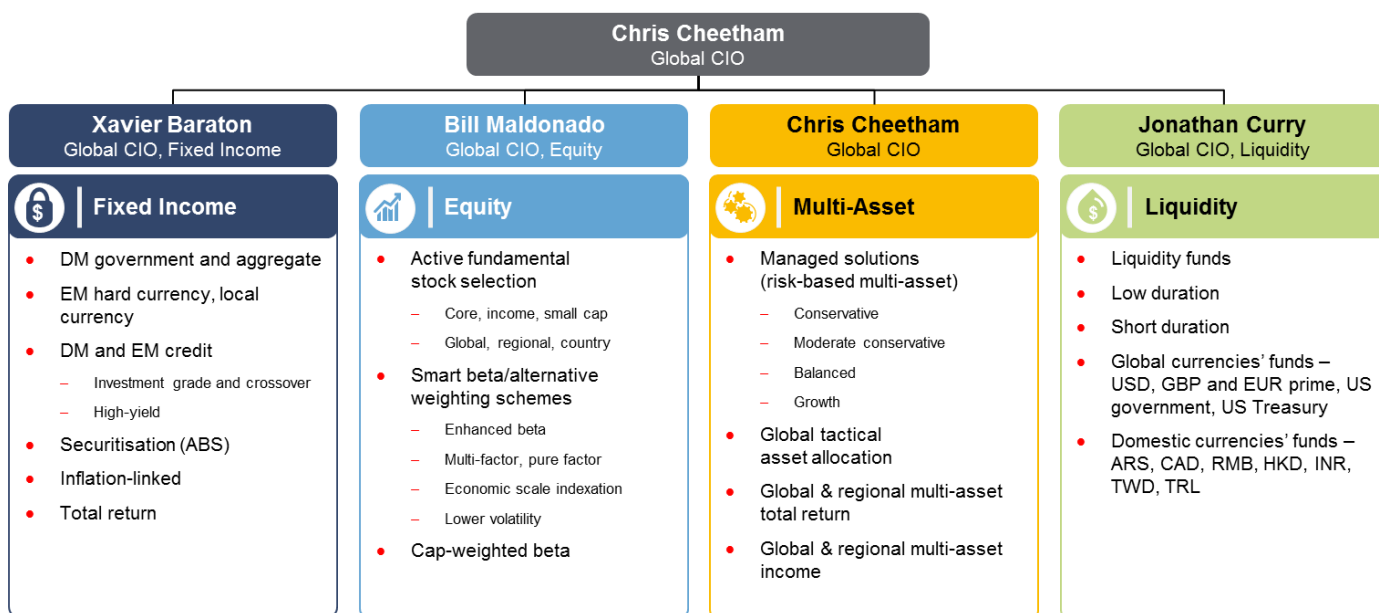 Chris Cheetham
Global CIO
Xavier Baraton
Global CIO, Fixed Income
Bill Maldonado
Global CIO, Equity
Chris Cheetham
Global CIO
Jonathan Curry
Global CIO, Liquidity
$
Fixed Income
● DM government and aggregate
● EM hard currency, local
currency
● DM and EM credit
– Investment grade and crossover
– High-yield
● Securitisation (ABS)
● Inflation-linked
● Total return
Equity
● Active fundamental
stock selection
– Core, income, small cap
– Global, regional, country
● Smart beta/alternative
weighting schemes
– Enhanced beta
– Multi-factor, pure factor
– Economic scale indexation
– Lower volatility
● Cap-weighted beta
Multi-Asset
● Managed solutions
(risk-based multi-asset)
– Conservative
– Moderate conservative
– Balanced
– Growth
● Global tactical
asset allocation
● Global & regional multi-asset
total return
● Global & regional multi-asset
income
$
Liquidity
● Liquidity funds
● Low duration
● Short duration
● Global currencies’ funds –
USD, GBP and EUR prime, US
government, US Treasury
● Domestic currencies’ funds –
ARS, CAD, RMB, HKD, INR,
TWD, TRL